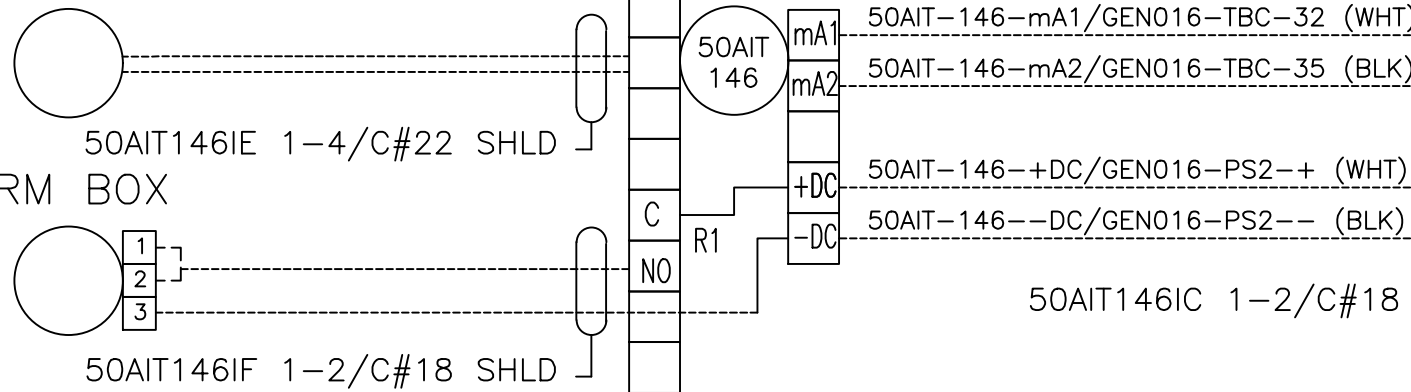 50AIT-146-mA1/GEN016-TBC-32 (WHT)
50AIT
146
mA1
50AIT-146-mA2/GEN016-TBC-35 (BLK)
mA2
50AIT146IE 1-4/C#22 SHLD
RM BOX
50AIT-146-+DC/GEN016-PS2-+ (WHT)
+DC
C
R1
50AIT-146--DC/GEN016-PS2-- (BLK)
-DC
1
2
3
NO
50AIT146IC 1-2/C#18
50AIT146IF 1-2/C#18 SHLD